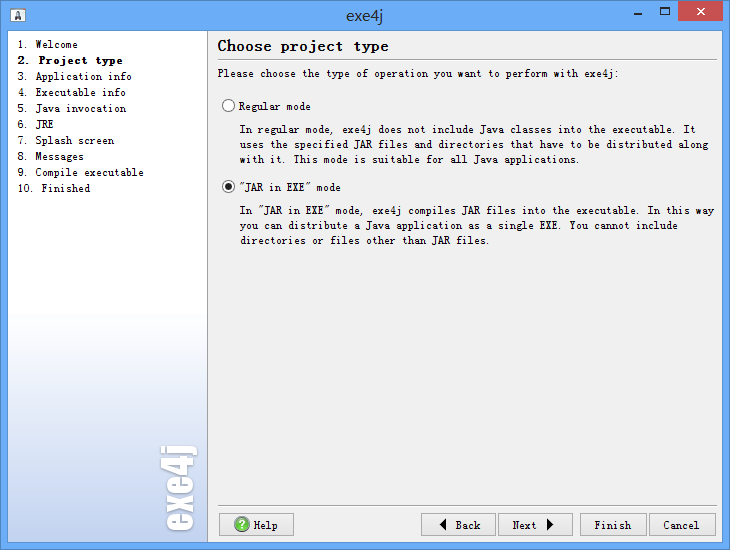 exe4j
1. Welcome
2. Project type
3. Application info
4. Executable info
5. Java invocation
6. JRE
7. Splash screen
8. Messages
9. Compile executable
10. Finished
exe4j
Choose project type
Please choose the type of operation you want to perform with exe4j:
Regular mode
In regular mode, exe4j does not include Java classes into the executable. It
uses the specified JAR files and directories that have to be distributed along
with it. This mode is suitable for all Java applications.
"JAR in EXE" mode
In "JAR in EXE" mode, exe4j compiles JAR files into the executable. In this way
you can distribute a Java application as a single EXE. You cannot include
directories or files other than JAR files.
Help
Back
Next
Finish
Cancel